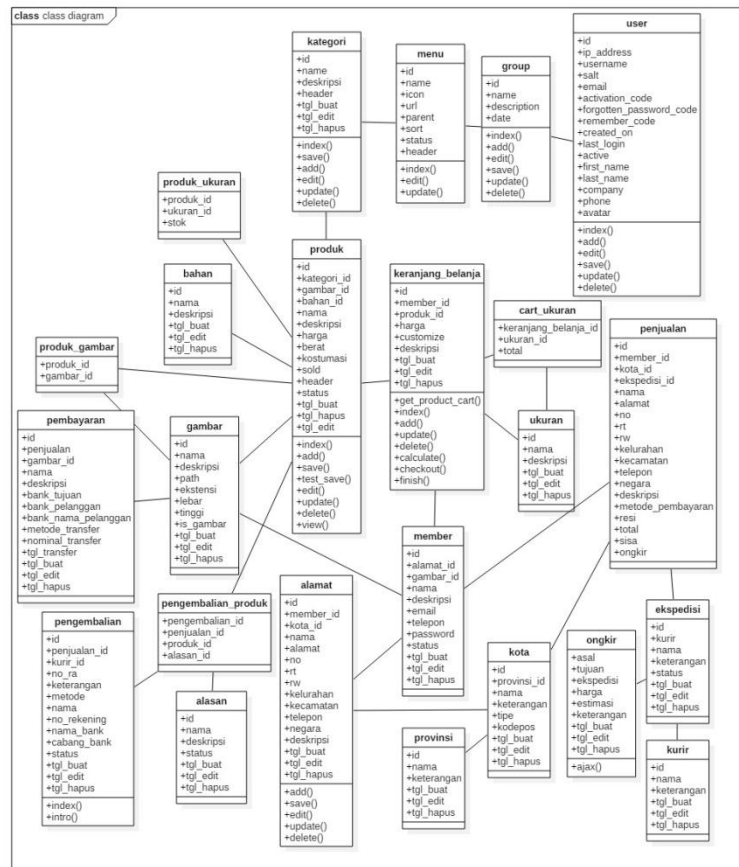 class class diagram
kategori
+id
+name
+deskripsi
+header
+tgl_buat
+tgl_edit
+tgl_hapus
+index()
+save()
+add()
+edit()
+update()
+delete()
menu
+id
+name
+icon
+url
+parent
+sort
+status
+header
+index()
+edit()
+update()
group
+id
+name
+description
+date
+index()
+add()
+edit()
+save()
+update()
+delete()
user
+id
+ip_address
+username
+salt
+email
+activation_code
+forgotten_password_code
+remember_code
+created_on
+last_login
+active
+first_name
+last_name
+company
+phone
+avatar
+index()
+add()
+edit()
+save()
+update()
+delete()
produk_ukuran
+produk_id
+ukuran_id
+stok
bahan
+id
+nama
+deskripsi
+tgl_buat
+tgl_edit
+tgl_hapus
produk
+id
+kategori_id
+gambar_id
+bahan_id
+nama
+deskripsi
+harga
+berat
+kostumasi
+sold
+header
+status
+tgl_buat
+tgl_hapus
+tgl_edit
+index()
+add()
+save()
+test_save()
+edit()
+update()
+delete()
+view()
keranjang_belanja
+id
+member_id
+produk_id
+harga
+customize
+deskripsi
+tgl_buat
+tgl_edit
+tgl_hapus
+get_product_cart()
+index()
+add()
+update()
+delete()
+calculate()
+checkout()
+finish()
cart_ukuran
+keranjang_belanja_id
+ukuran_id
+total
penjualan
+id
+member_id
+kota_id
+ekspedisi_id
+nama
+alamat
+no
+rt
+rw
+kelurahan
+kecamatan
+telepon
+negara
+deskripsi
+metode_pembayaran
+resi
+total
+sisa
+ongkir
produk_gambar
+produk_id
+gambar_id
pembayaran
+id
+penjualan
+gambar_id
+nama
+deskripsi
+bank_tujuan
+bank_pelanggan
+bank_nama_pelanggan
+metode_transfer
+nominal_transfer
+tgl_transfer
+tgl_buat
+tgl_edit
+tgl_hapus
gambar
+id
+nama
+deskripsi
+path
+ekstensi
+lebar
+tinggi
+is_gambar
+tgl_buat
+tgl_edit
+tgl_hapus
ukuran
+id
+nama
+deskripsi
+tgl_buat
+tgl_edit
+tgl_hapus
member
+id
+alamat_id
+gambar_id
+nama
+deskripsi
+email
+telepon
+password
+status
+tgl_buat
+tgl_edit
+tgl_hapus
pengembalian_produk
+pengembalian_id
+penjualan_id
+produk_id
+alasan_id
alamat
+id
+member_id
+kota_id
+nama
+alamat
+no
+rt
+rw
+kelurahan
+kecamatan
+telepon
+negara
+deskripsi
+tgl_buat
+tgl_edit
+tgl_hapus
+add()
+save()
+edit()
+update()
+delete()
pengembalian
+id
+penjualan_id
+kurir_id
+no_ra
+keterangan
+metode
+nama
+no_rekening
+nama_bank
+cabang_bank
+status
+tgl_buat
+tgl_edit
+tgl_hapus
+index()
+intro()
alasan
+id
+nama
+deskripsi
+status
+tgl_buat
+tgl_edit
+tgl_hapus
provinsi
+id
+nama
+keterangan
+tgl_buat
+tgl_edit
+tgl_hapus
kota
+id
+provinsi_id
+nama
+keterangan
+tipe
+kodepos
+tgl_buat
+tgl_edit
+tgl_hapus
ongkir
+asal
+tujuan
+ekspedisi
+harga
+estimasi
+keterangan
+tgl_buat
+tgl_edit
+tgl_hapus
+ajax()
ekspedisi
+id
+kurir
+nama
+keterangan
+status
+tgl_buat
+tgl_edit
+tgl_hapus
kurir
+id
+nama
+keterangan
+tgl_buat
+tgl_edit
+tgl_hapus